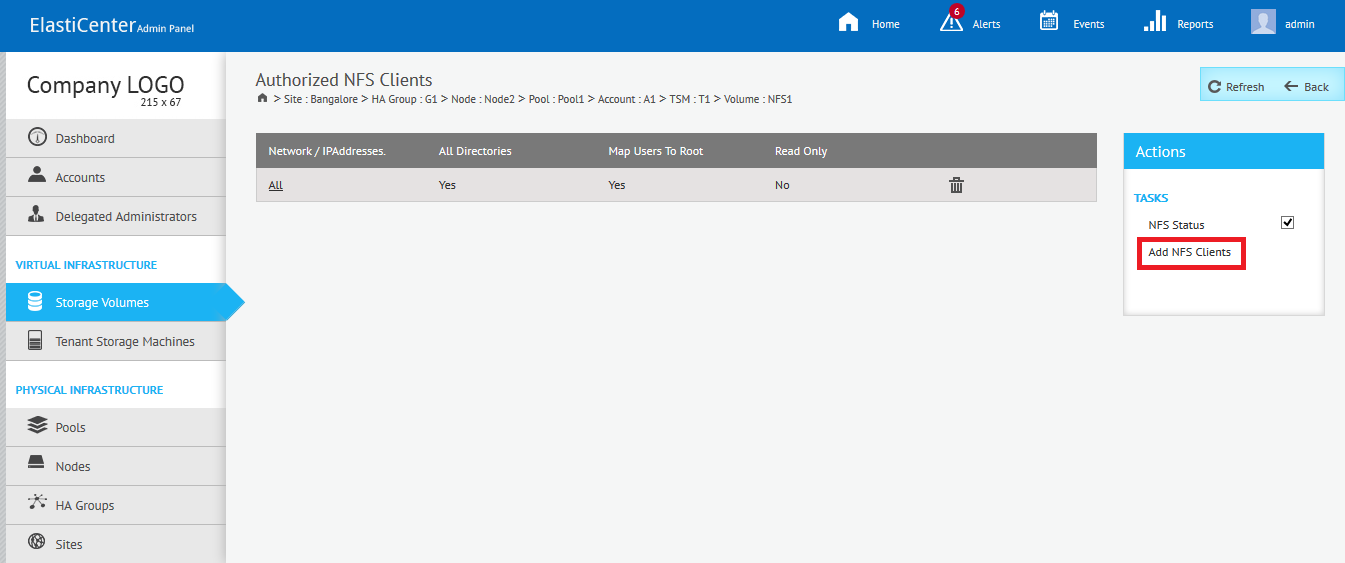 ElastiCenter Admin Panel
6
Home
Alerts
Events
Reports
admin
Company LOGO
215 x 67
Dashboard
Accounts
Delegated Administrators
VIRTUAL INFRASTRUCTURE
Storage Volumes
Tenant Storage Machines
PHYSICAL INFRASTRUCTURE
Pools
Nodes
HA Groups
Sites
Authorized NFS Clients
> Site : Bangalore > HA Group : G1 > Node : Node2 > Pool : Pool1 > Account : A1 > TSM : T1 > Volume : NFS1
Refresh
Back
Network / IPAddresses. All Directories Map Users To Root Read Only
All Yes Yes No
Actions
TASKS
NFS Status
Add NFS Clients